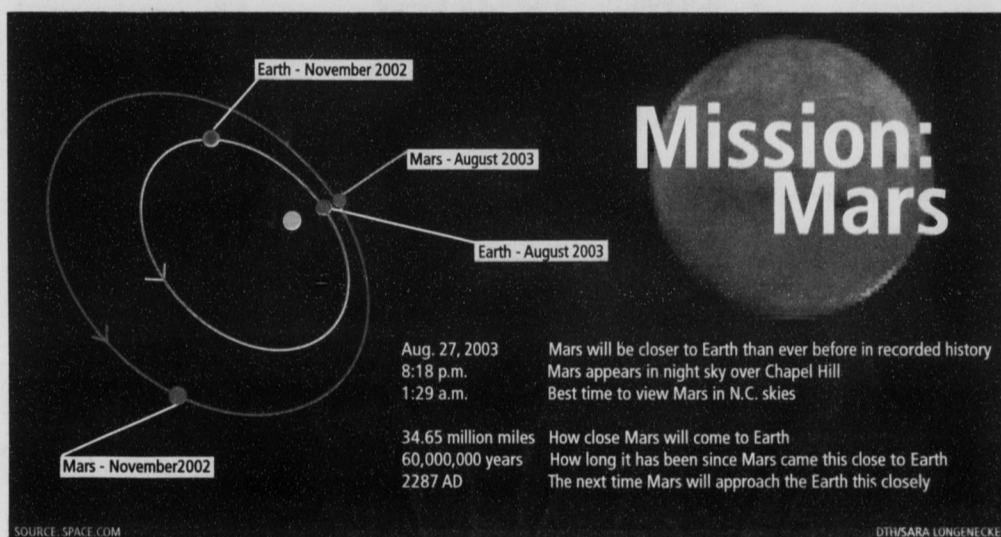 Earth - November 2002
Mars - August 2003
Earth - August 2003
Mars - November2002
Mission:
Mars
Aug. 27, 2003 Mars will be closer to Earth than ever before in recorded history
8:18 p.m. Mars appears in night sky over Chapel Hill
1:29 a.m. Best time to view Mars in N.C. skies
34.65 million miles How close Mars will come to Earth
60,000,000 years How long it has been since Mars came this close to Earth
2287 AD The next time Mars will approach the Earth this closely
SOURCE: SPACE.COM
DTH/SARA LONGENECKE